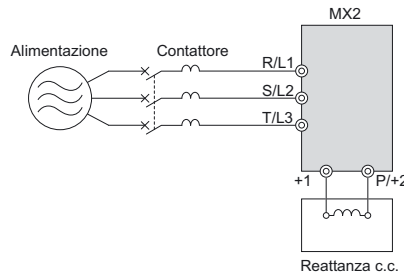 MX2
Alimentazione
Contattore
R/L1
S/L2
T/L3
+1
P/+2
Reattanza c.c.